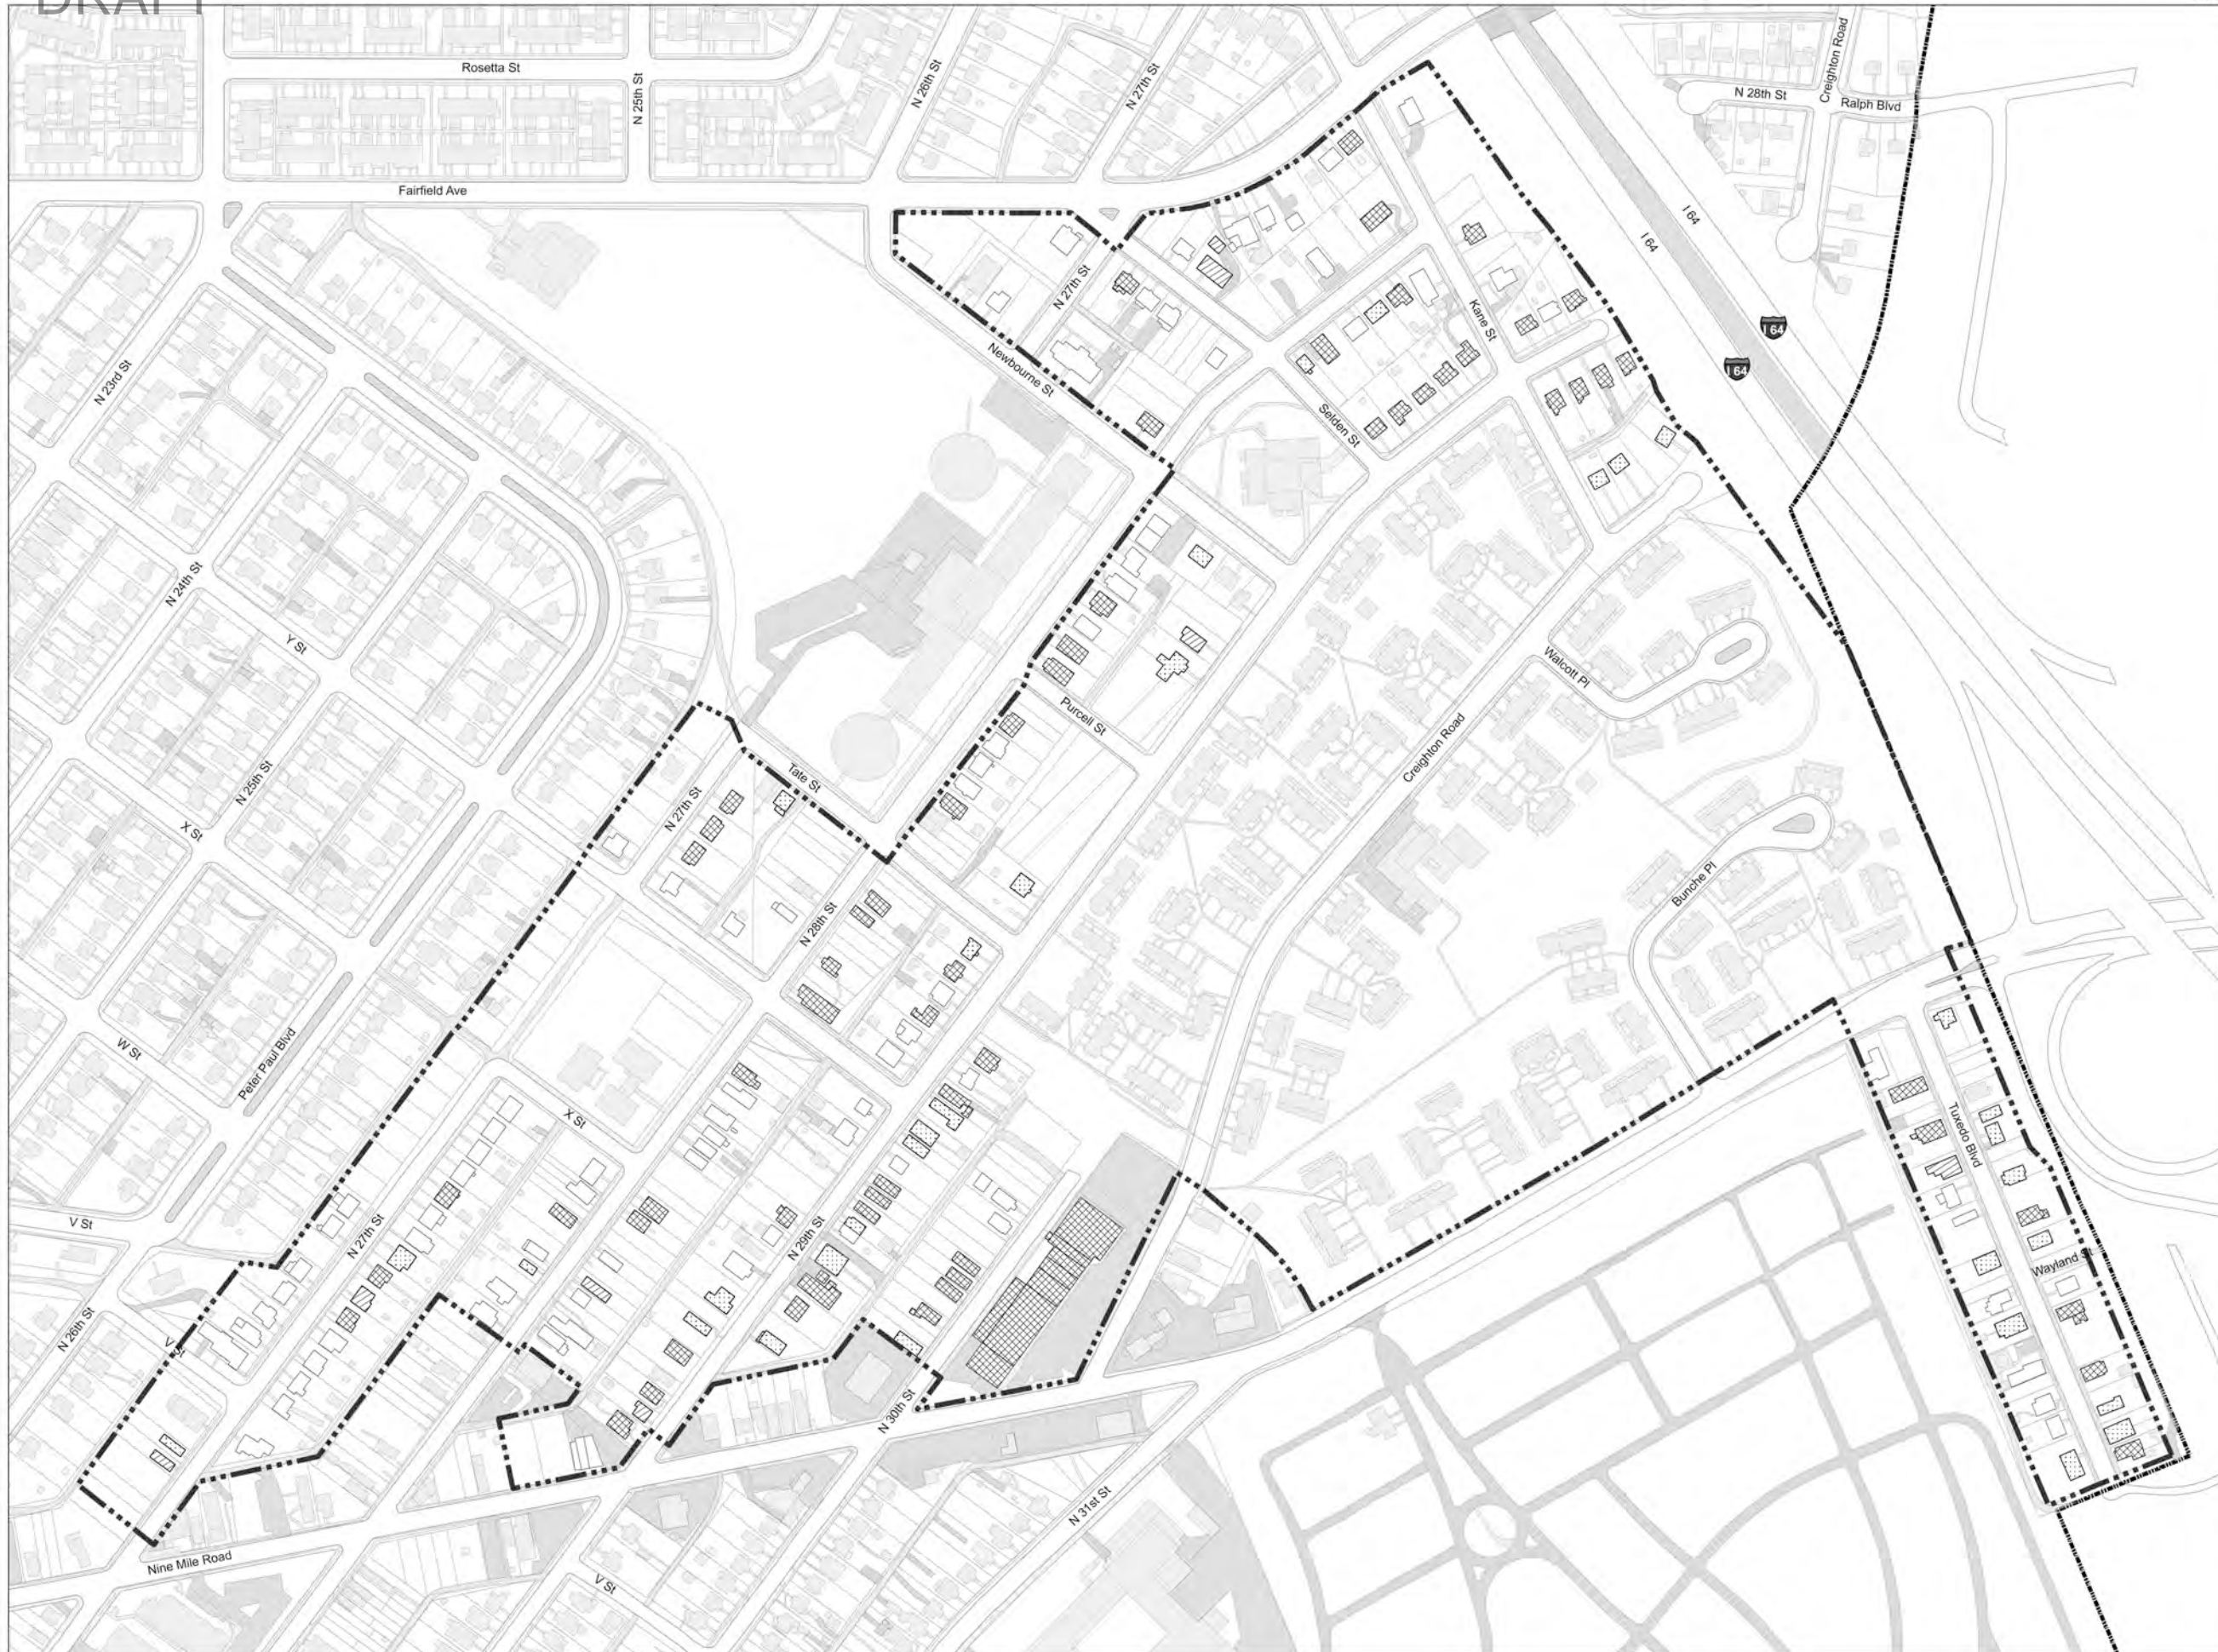 DRAFT
Rosetta St
N 25th St
N 26th St
N 27th St
Creighton Road
N 28th St
Ralph Blvd
Fairfield Ave
I 64
I 64
I 64
I 64
N 27th St
Kane St
Newbourne St
N 23rd St
Selden St
N 24th St
Y St
Walcott Pl
Purcell St
Creighton Road
Tate St
N 25th St
N 27th St
X St
Bunche Pl
N 28th St
W St
Peter Paul Blvd
X St
Tuxedo Blvd
V St
N 27th St
N 29th St
Wayland St
N 26th St
V St
N 30th St
N 31st St
Nine Mile Road
V St